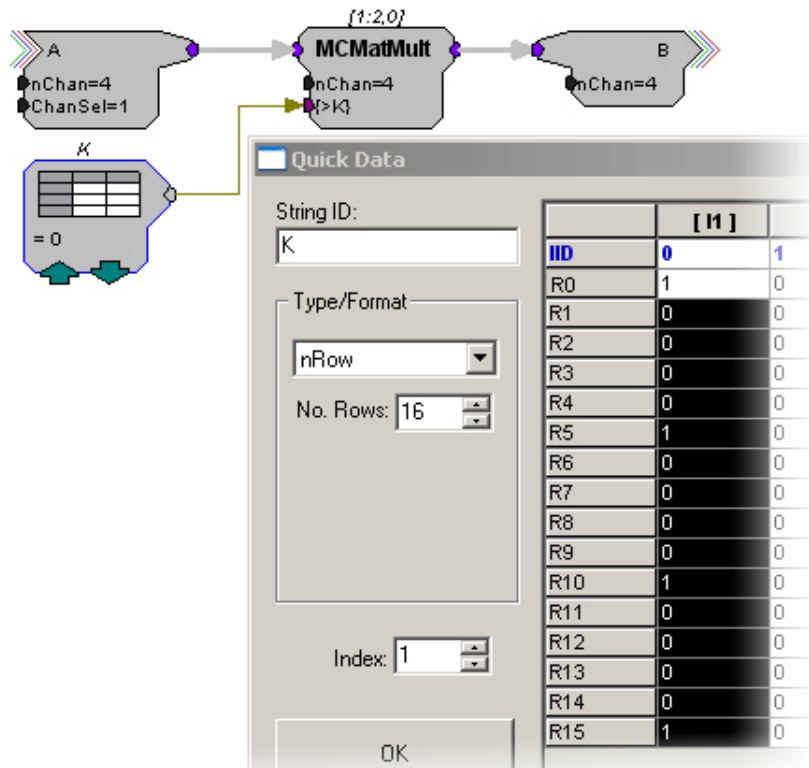 [1:2,0]
A
nChan=4
ChanSel=1
MCMatMult
nChan=4
{>K}
B
nChan=4
K
= 0
Quick Data
String ID:
K
Type/Format
nRow
No. Rows: 16
Index: 1
OK
[ I1 ]
IID 0 1
R0 1 0
R1 0 0
R2 0 0
R3 0 0
R4 0 0
R5 1 0
R6 0 0
R7 0 0
R8 0 0
R9 0 0
R10 1 0
R11 0 0
R12 0 0
R13 0 0
R14 0 0
R15 1 0